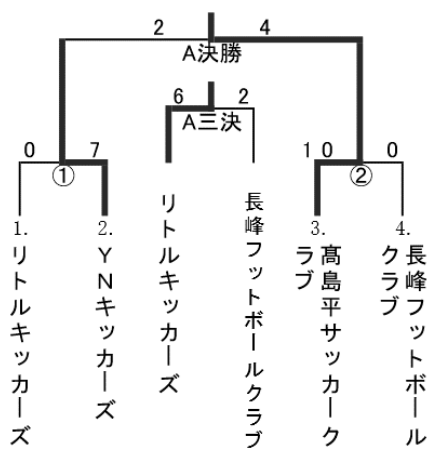 2 4
A決勝
6 2
A三決
0 7 10 0
① ②
1. 2. 3. 4.
リトルキッカーズ
YNキッカーズ
リトルキッカーズ
長峰フットボールクラブ
髙島平サッカーク
ラブ
長峰フットボール
クラブ